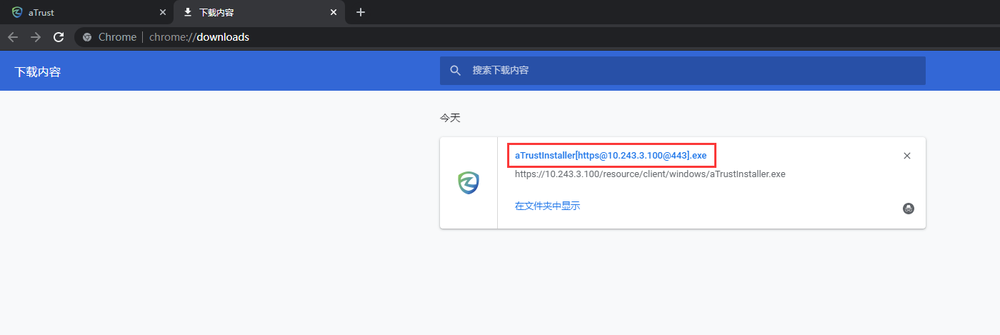 aTrust
下载内容
Chrome | chrome://downloads
下载内容
搜索下载内容
今天
aTrustInstaller[https@10.243.3.100@443].exe
https://10.243.3.100/resource/client/windows/aTrustInstaller.exe
在文件夹中显示